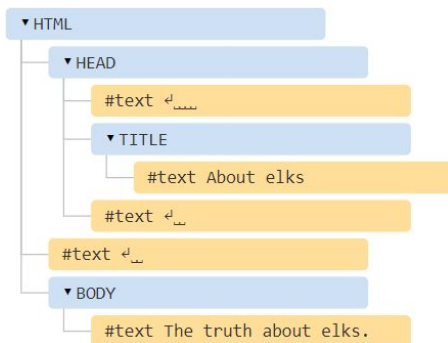 ▾ HTML
▾ HEAD
#text ↵␣␣␣␣
▾ TITLE
#text About elks
#text ↵␣␣
#text ↵␣␣
▾ BODY
#text The truth about elks.